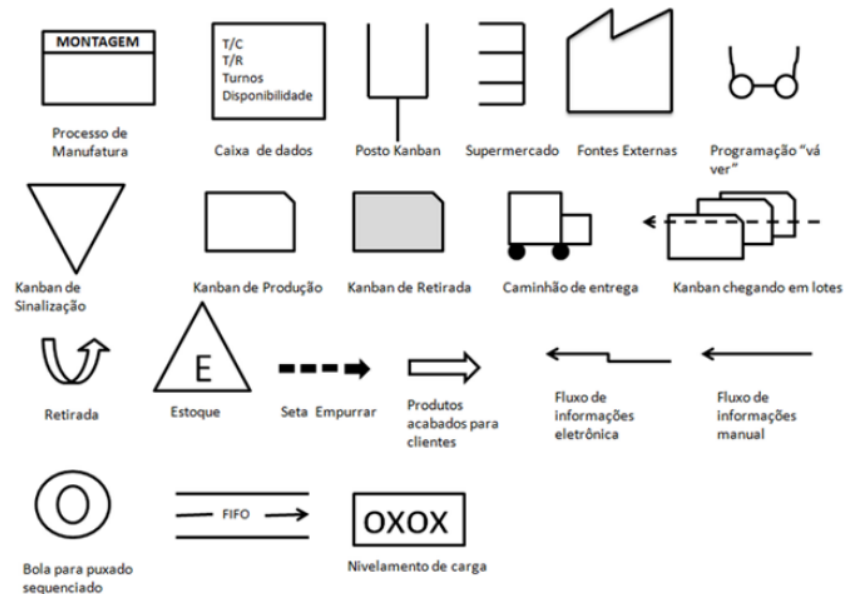 MONTAGEM
T/C
T/R
Turnos
Disponibilidade
Processo de
Manufatura
Caixa de dados
Posto Kanban
Supermercado
Fontes Externas
Programação “vá
ver”
Kanban de
Sinalização
Kanban de Produção
Kanban de Retirada
Caminhão de entrega
Kanban chegando em lotes
E
Retirada
Estoque
Seta Empurrar
Produtos
acabados para
clientes
Fluxo de
informações
eletrônica
Fluxo de
informações
manual
O
FIFO
OXOX
Bola para puxado
sequenciado
Nivelamento de carga